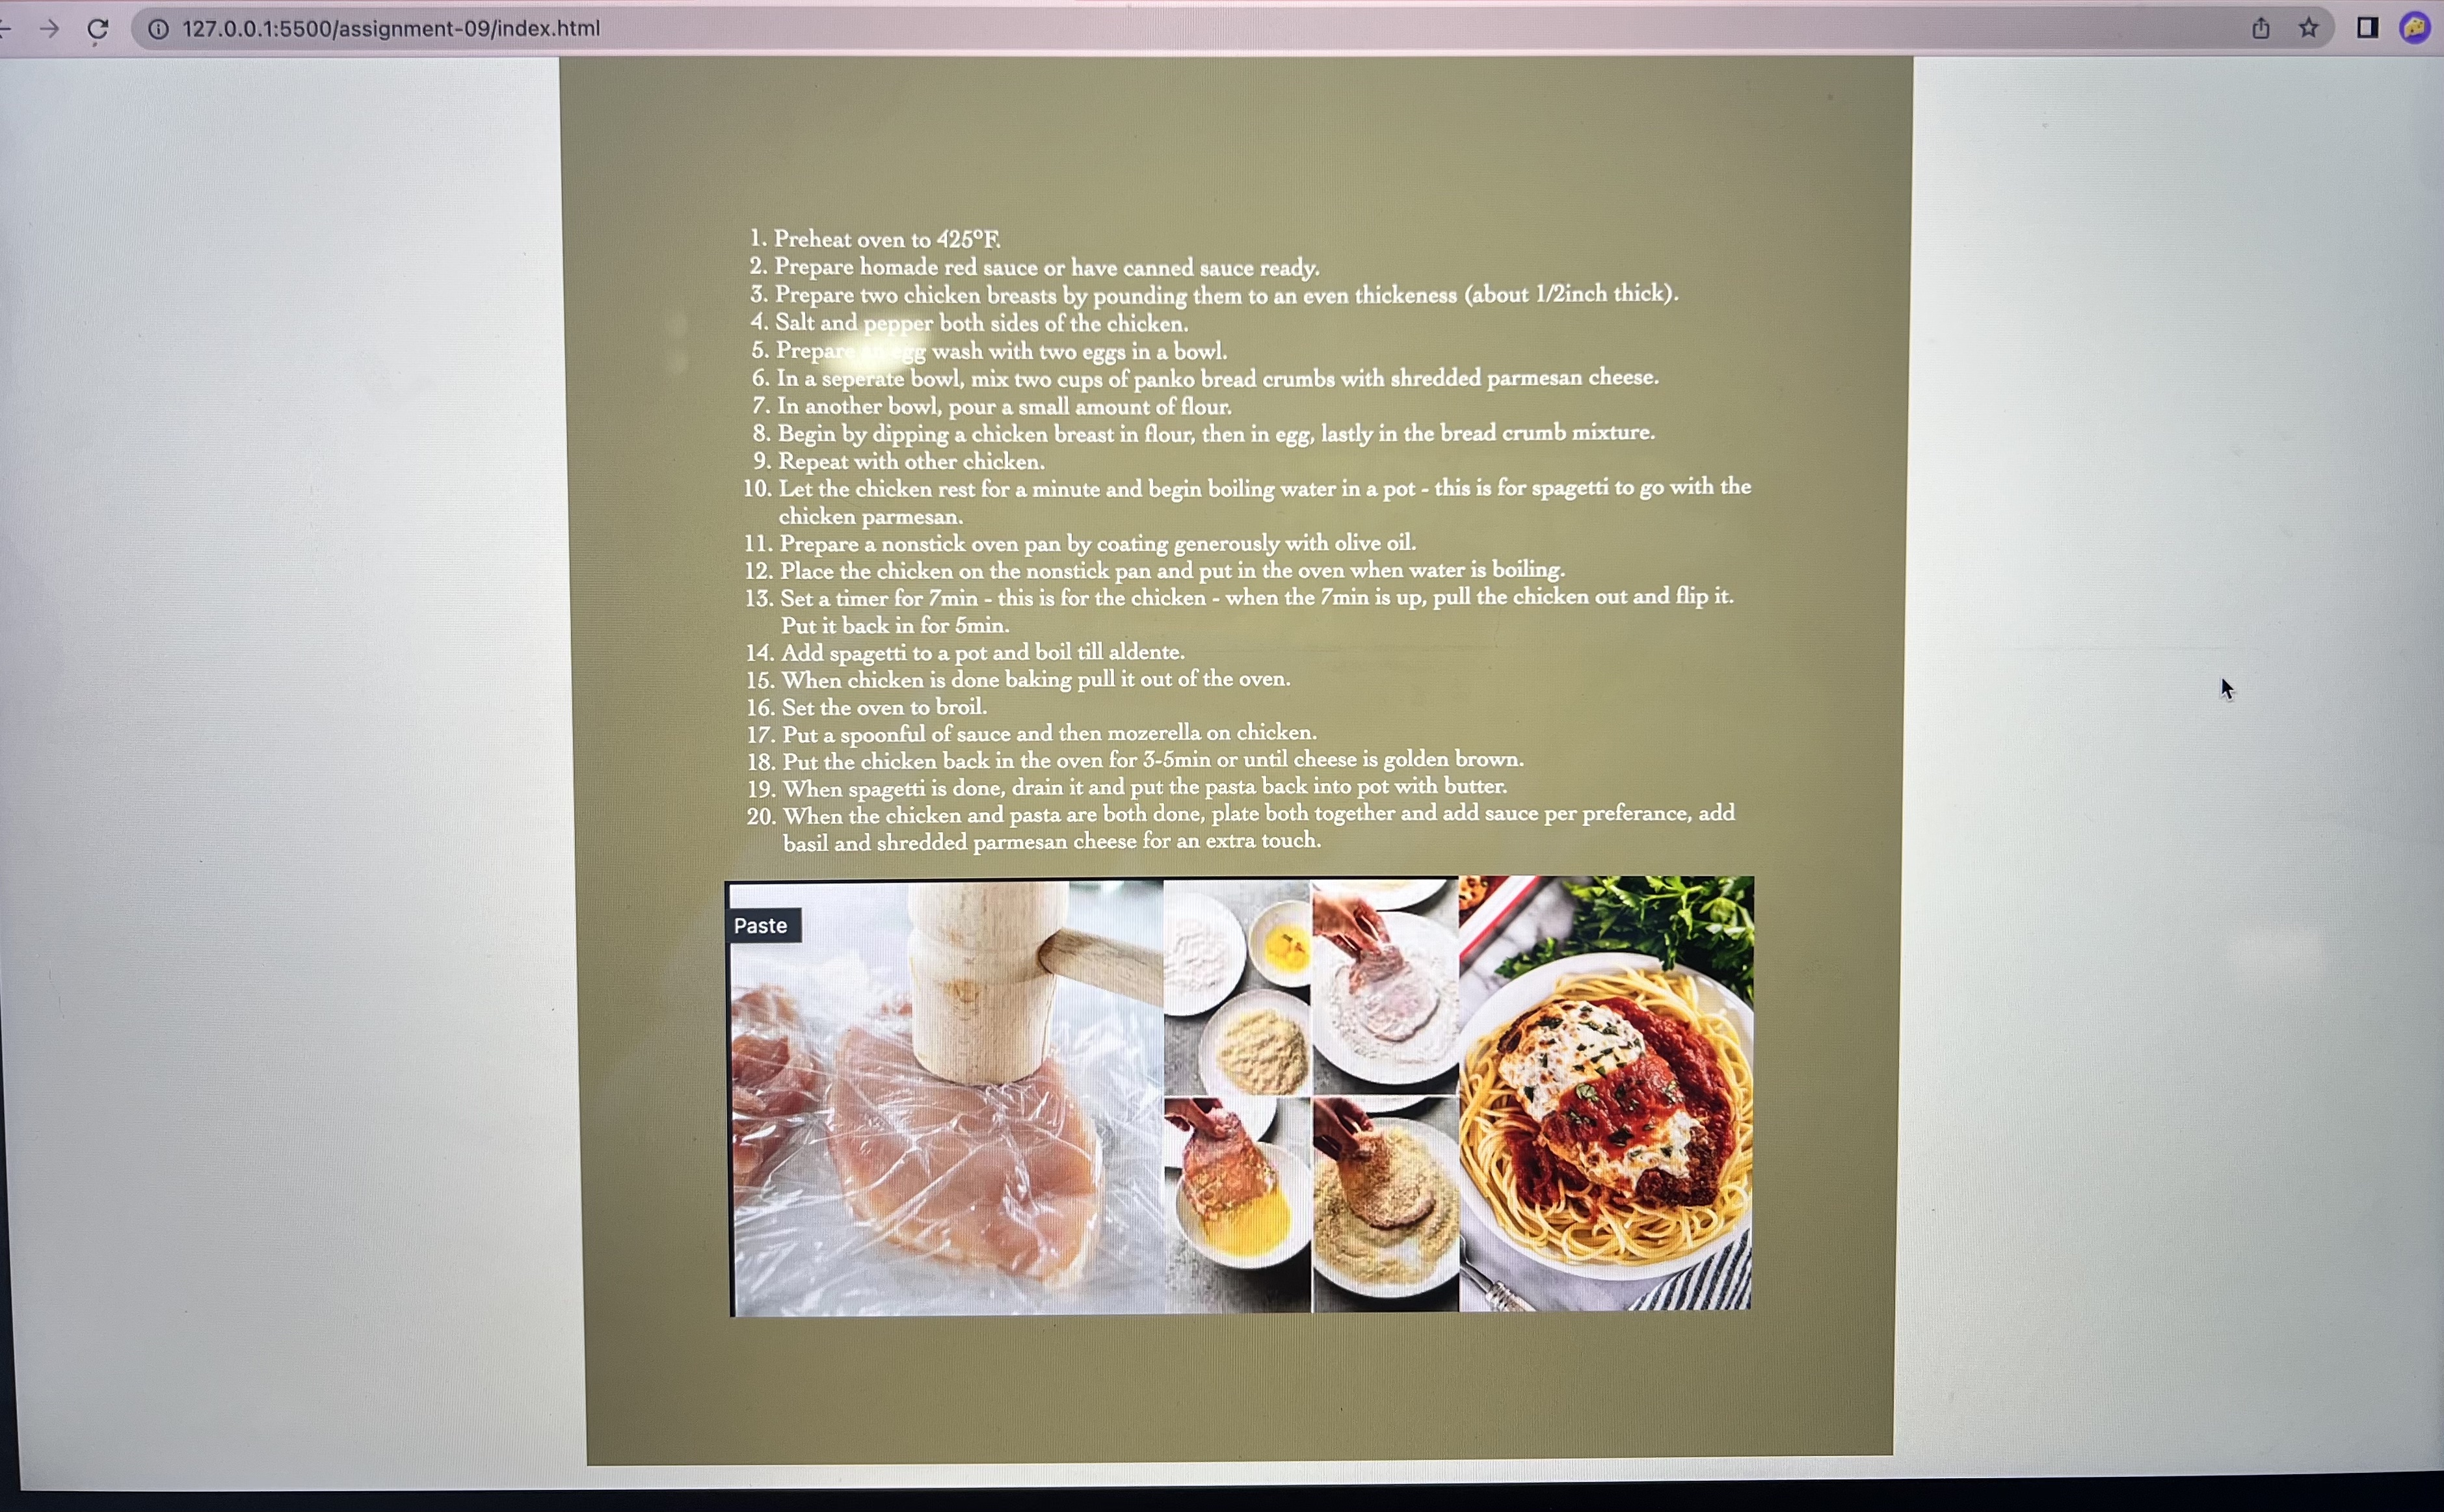 127.0.0.1:5500/assignment-09/index.html
1. Preheat oven to 425°F.
2. Prepare homade red sauce or have canned sauce ready.
3. Prepare two chicken breasts by pounding them to an even thickeness (about 1/2inch thick).
4. Salt and pepper both sides of the chicken.
5. Prepare an egg wash with two eggs in a bowl.
6. In a seperate bowl, mix two cups of panko bread crumbs with shredded parmesan cheese.
7. In another bowl, pour a small amount of flour.
8. Begin by dipping a chicken breast in flour, then in egg, lastly in the bread crumb mixture.
9. Repeat with other chicken.
10. Let the chicken rest for a minute and begin boiling water in a pot - this is for spagetti to go with the
chicken parmesan.
11. Prepare a nonstick oven pan by coating generously with olive oil.
12. Place the chicken on the nonstick pan and put in the oven when water is boiling.
13. Set a timer for 7min - this is for the chicken - when the 7min is up, pull the chicken out and flip it.
Put it back in for 5min.
14. Add spagetti to a pot and boil till aldente.
15. When chicken is done baking pull it out of the oven.
16. Set the oven to broil.
17. Put a spoonful of sauce and then mozerella on chicken.
18. Put the chicken back in the oven for 3-5min or until cheese is golden brown.
19. When spagetti is done, drain it and put the pasta back into pot with butter.
20. When the chicken and pasta are both done, plate both together and add sauce per preferance, add
basil and shredded parmesan cheese for an extra touch.
Paste